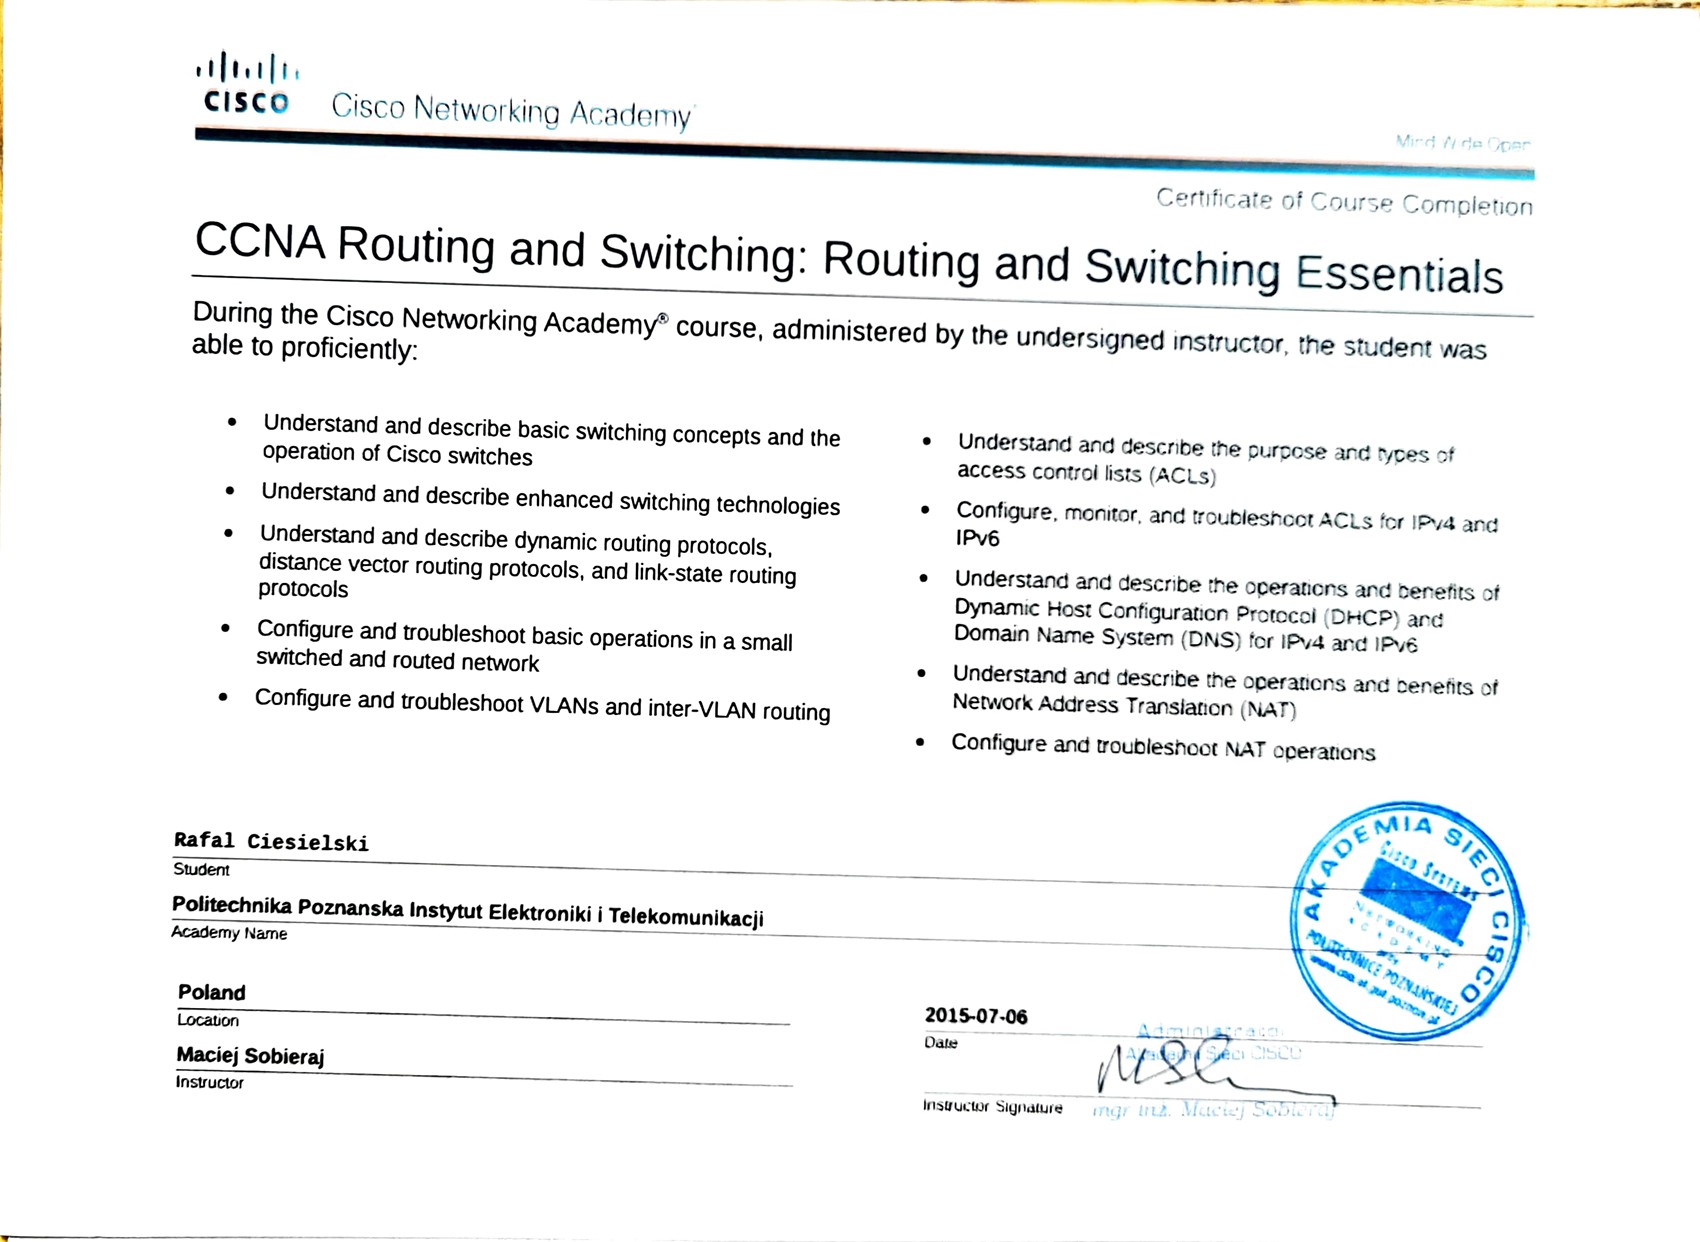 CISCO
Cisco Networking Academy
Mind Wide Open
Certificate of Course Completion
CCNA Routing and Switching: Routing and Switching Essentials
During the Cisco Networking Academy® course, administered by the undersigned instructor, the student was
able to proficiently:
• Understand and describe basic switching concepts and the
operation of Cisco switches
• Understand and describe enhanced switching technologies
• Understand and describe dynamic routing protocols,
distance vector routing protocols, and link-state routing
protocols
• Configure and troubleshoot basic operations in a small
switched and routed network
• Configure and troubleshoot VLANs and inter-VLAN routing
• Understand and describe the purpose and types of
access control lists (ACLs)
• Configure, monitor, and troubleshoot ACLs for IPv4 and
IPv6
• Understand and describe the operations and benefits of
Dynamic Host Configuration Protocol (DHCP) and
Domain Name System (DNS) for IPv4 and IPv6
• Understand and describe the operations and benefits of
Network Address Translation (NAT)
• Configure and troubleshoot NAT operations
Rafal Ciesielski
Student
Politechnika Poznanska Instytut Elektroniki i Telekomunikacji
Academy Name
Poland
Location
Maciej Sobieraj
Instructor
AKADEMIA SIECI CISCO
Cisco Systems
NETWORKING
ACADEMY
przy
POLITECHNICE POZNAŃSKIEJ
2015-07-06
Date
Administrator
Akademii Sieci CISCO
Instructor Signature
mgr inż. Maciej Sobieraj